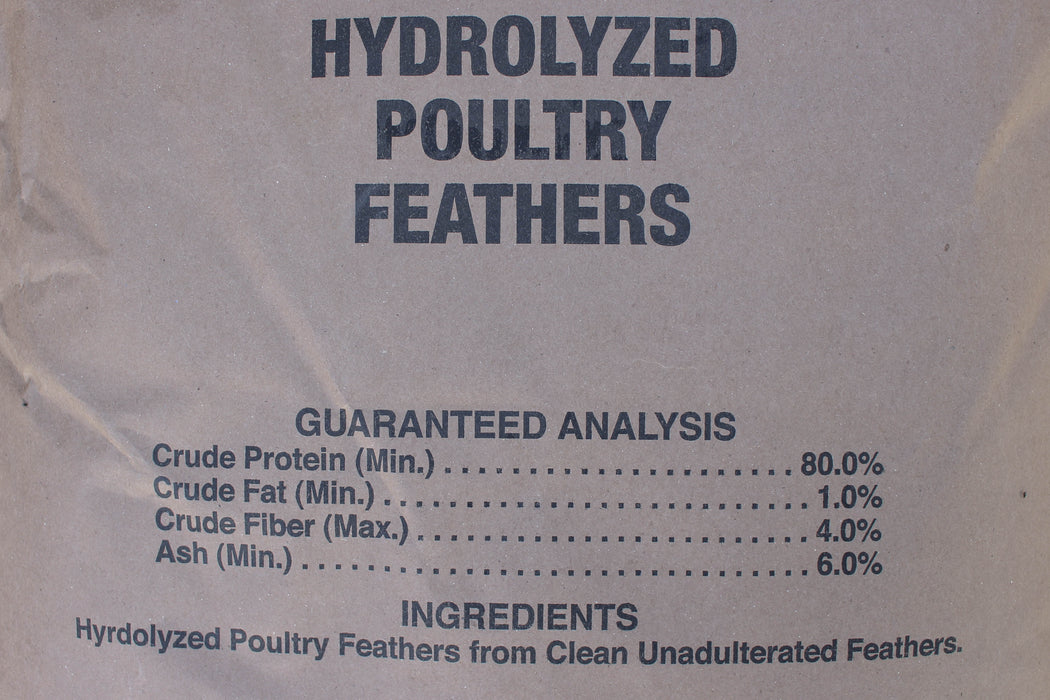 HYDROLYZED
POULTRY
FEATHERS
GUARANTEED ANALYSIS
Crude Protein (Min.) ...................... 80.0%
Crude Fat (Min.) .......................... 1.0%
Crude Fiber (Max.) ........................ 4.0%
Ash (Min.) ............................... 6.0%
INGREDIENTS
Hyrdolyzed Poultry Feathers from Clean Unadulterated Feathers.